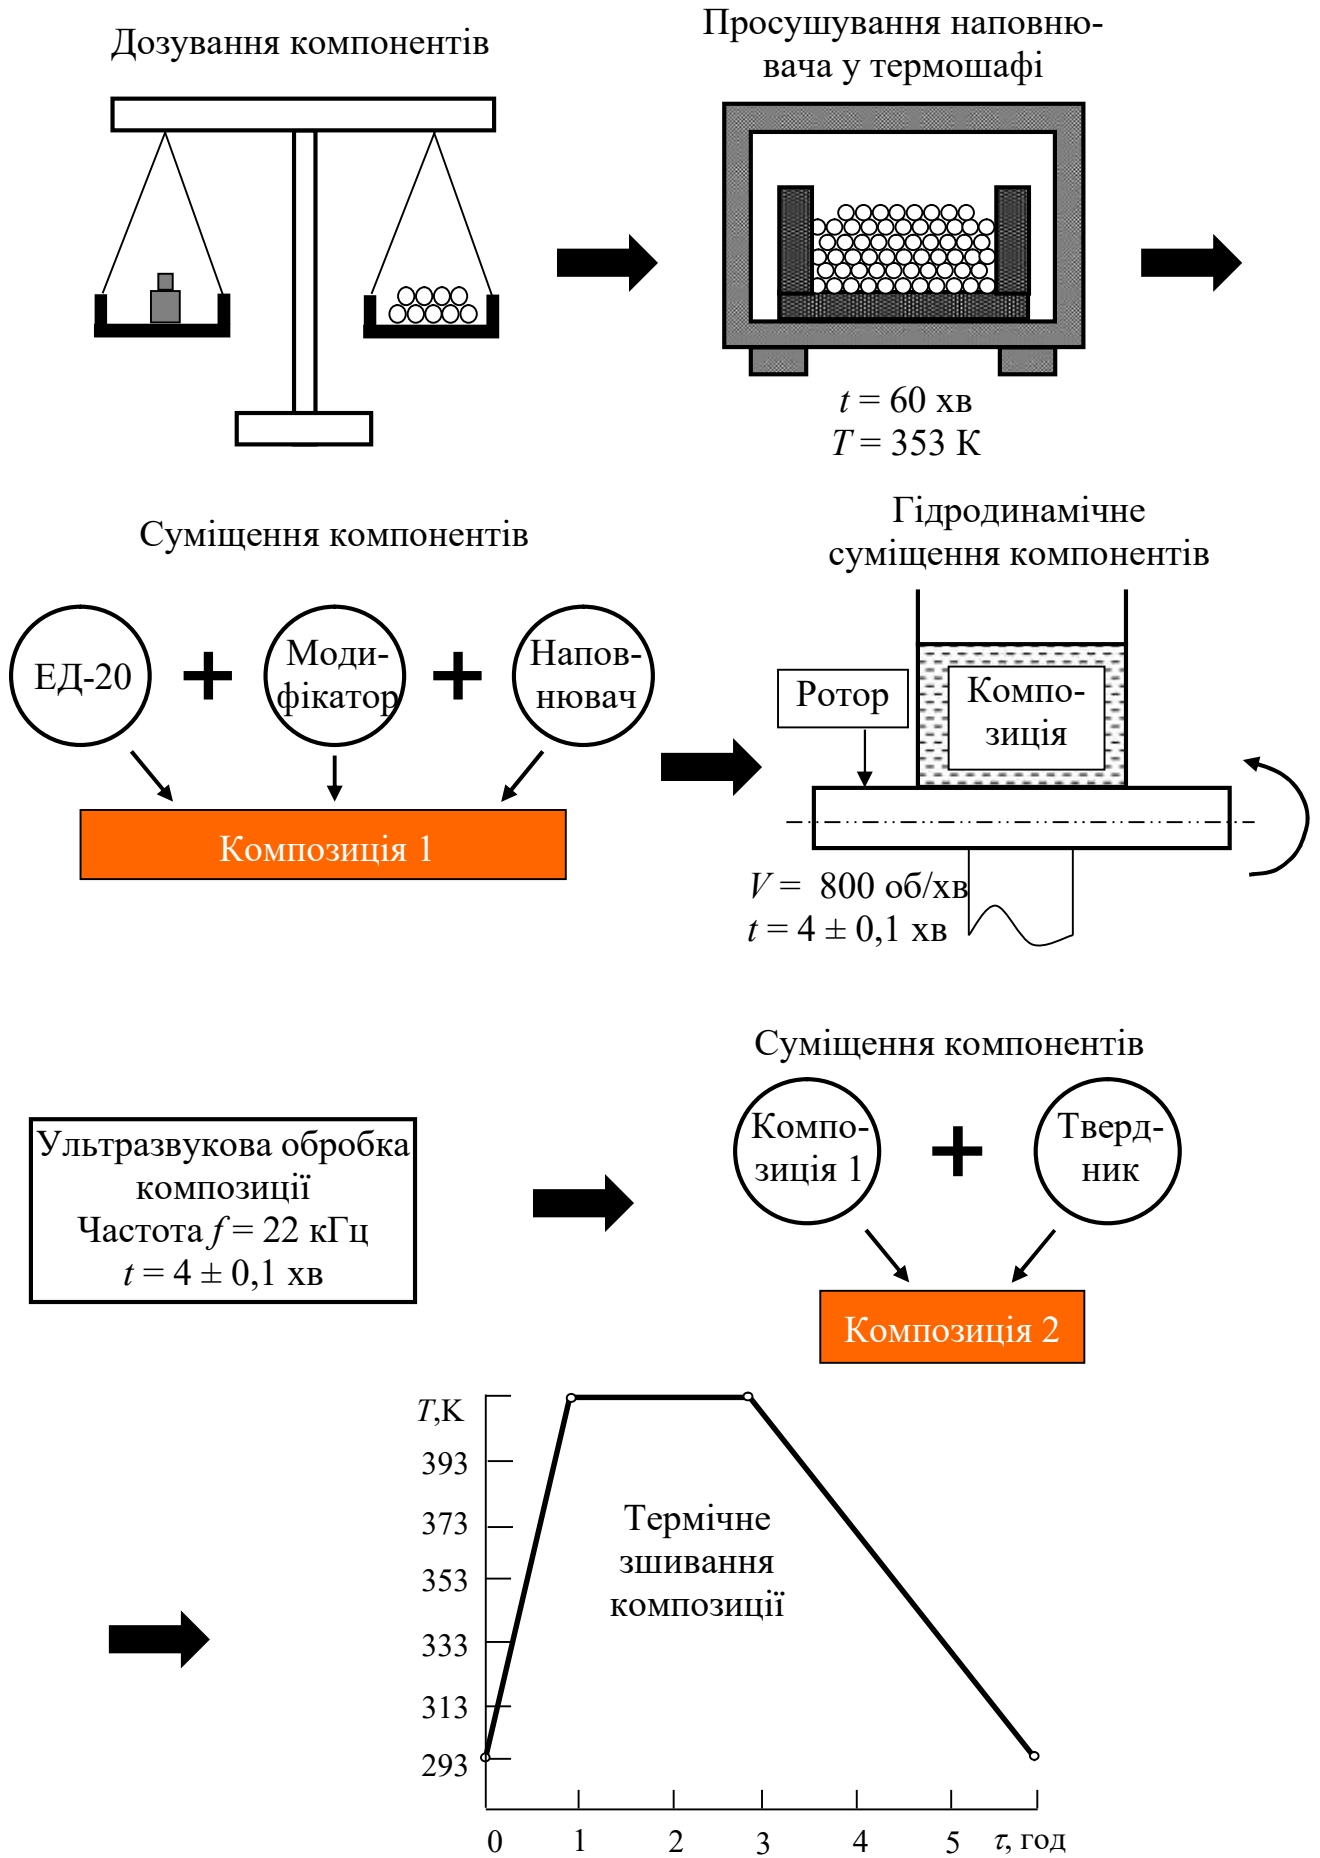 Дозування компонентів
Просушування наповню-
вача у термошафі
t = 60 хв
T = 353 К
Суміщення компонентів
ЕД-20
Моди-
фікатор
Напов-
нювач
Композиція 1
Гідродинамічне
суміщення компонентів
Ротор
Компо-
зиція
V = 800 об/хв
t = 4 ± 0,1 хв
Ультразвукова обробка
композиції
Частота f = 22 кГц
t = 4 ± 0,1 хв
Суміщення компонентів
Компо-
зиція 1
Тверд-
ник
Композиція 2
T,К
393
373
353
333
313
293
Термічне
зшивання
композиції
0 1 2 3 4 5 τ, год